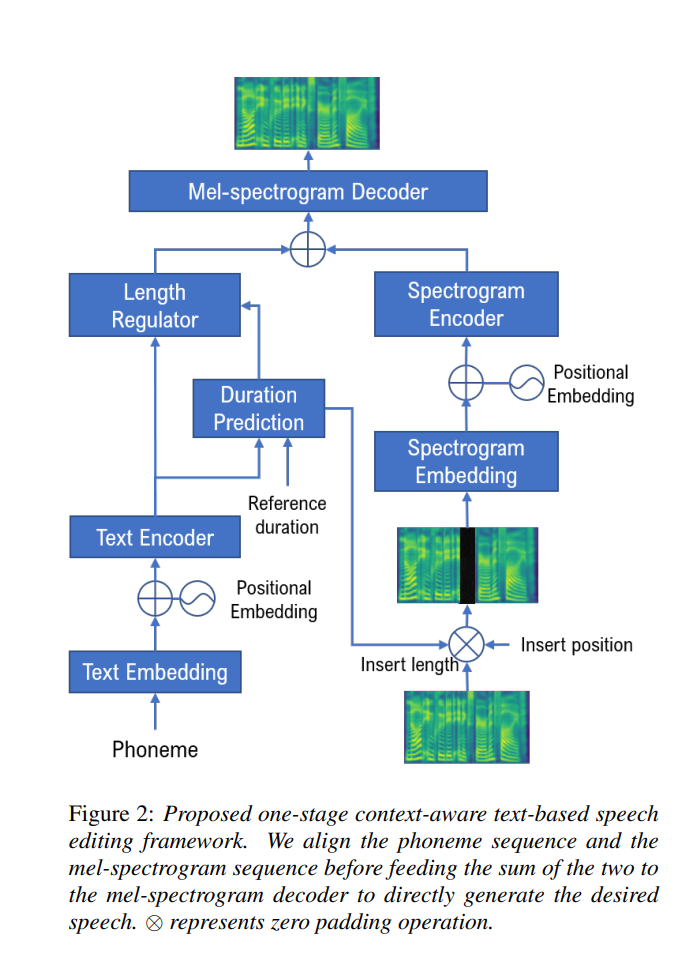 Mel-spectrogram Decoder
Length
Regulator
Spectrogram
Encoder
Duration
Prediction
Positional
Embedding
Spectrogram
Embedding
Reference
duration
Text Encoder
Positional
Embedding
Insert position
Insert length
Text Embedding
Phoneme
Figure 2: Proposed one-stage context-aware text-based speech
editing framework. We align the phoneme sequence and the
mel-spectrogram sequence before feeding the sum of the two to
the mel-spectrogram decoder to directly generate the desired
speech. ⊗ represents zero padding operation.